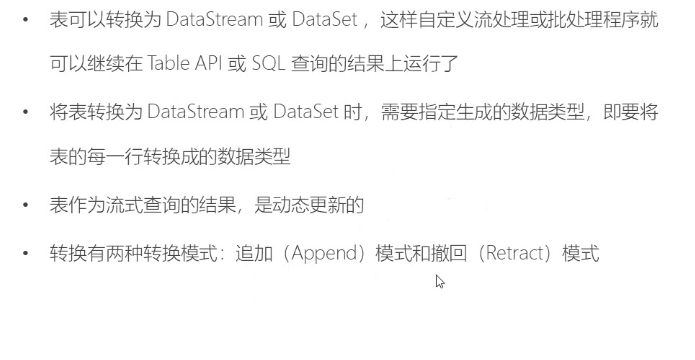 • 表可以转换为 DataStream 或 DataSet ，这样自定义流处理或批处理程序就
可以继续在 Table API 或 SQL 查询的结果上运行了
• 将表转换为 DataStream 或 DataSet 时，需要指定生成的数据类型，即要将
表的每一行转换成的数据类型
• 表作为流式查询的结果，是动态更新的
• 转换有两种转换模式：追加（Append）模式和撤回（Retract）模式